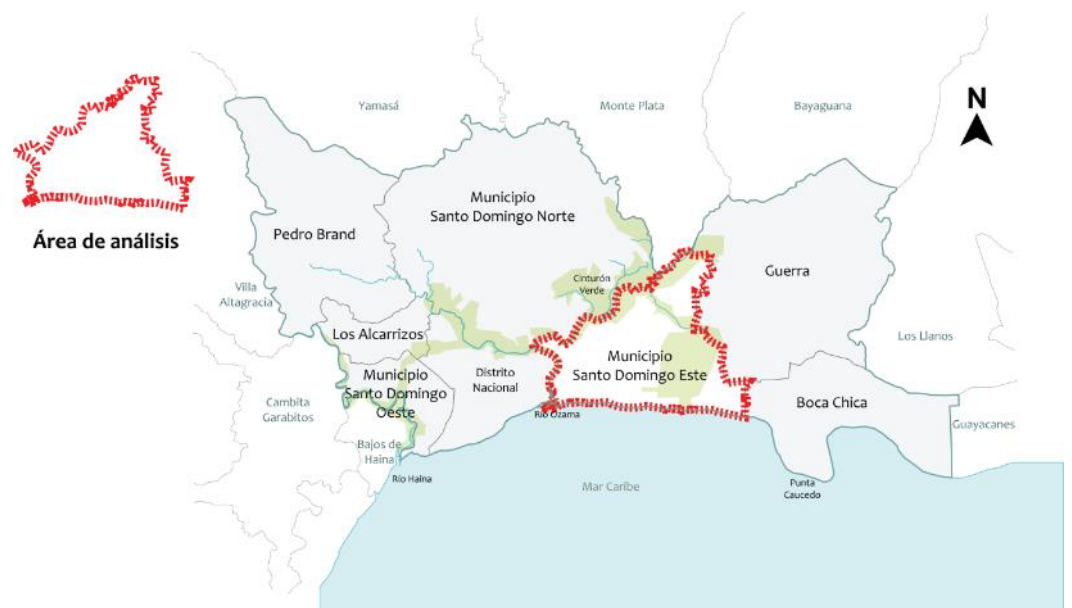 Yamasá
Monte Plata
Bayaguana
N
Área de análisis
Municipio
Santo Domingo Norte
Pedro Brand
Guerra
Cinturón
Verde
Villa
Altagracia
Los Alcarrizos
Los Llanos
Municipio
Santo Domingo Este
Distrito
Nacional
Municipio
Santo Domingo
Oeste
Cambita
Garabitos
Boca Chica
Río Ozama
Guayacanes
Bajos de
Haina
Río Haina
Mar Caribe
Punta
Caucedo